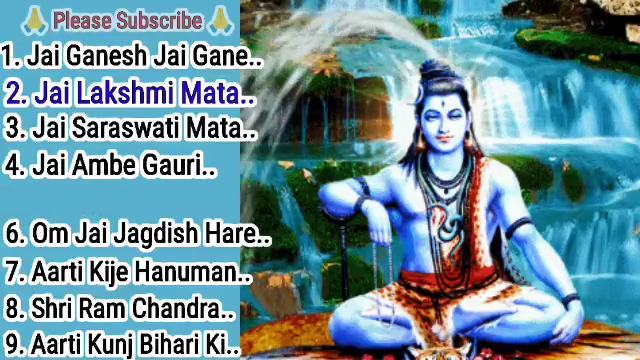 🙏 Please Subscribe 🙏
1. Jai Ganesh Jai Gane..
2. Jai Lakshmi Mata..
3. Jai Saraswati Mata..
4. Jai Ambe Gauri..
6. Om Jai Jagdish Hare..
7. Aarti Kije Hanuman..
8. Shri Ram Chandra..
9. Aarti Kunj Bihari Ki..